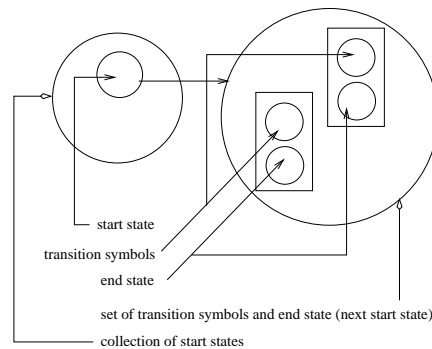 start state
transition symbols
end state
set of transition symbols and end state (next start state)
collection of start states